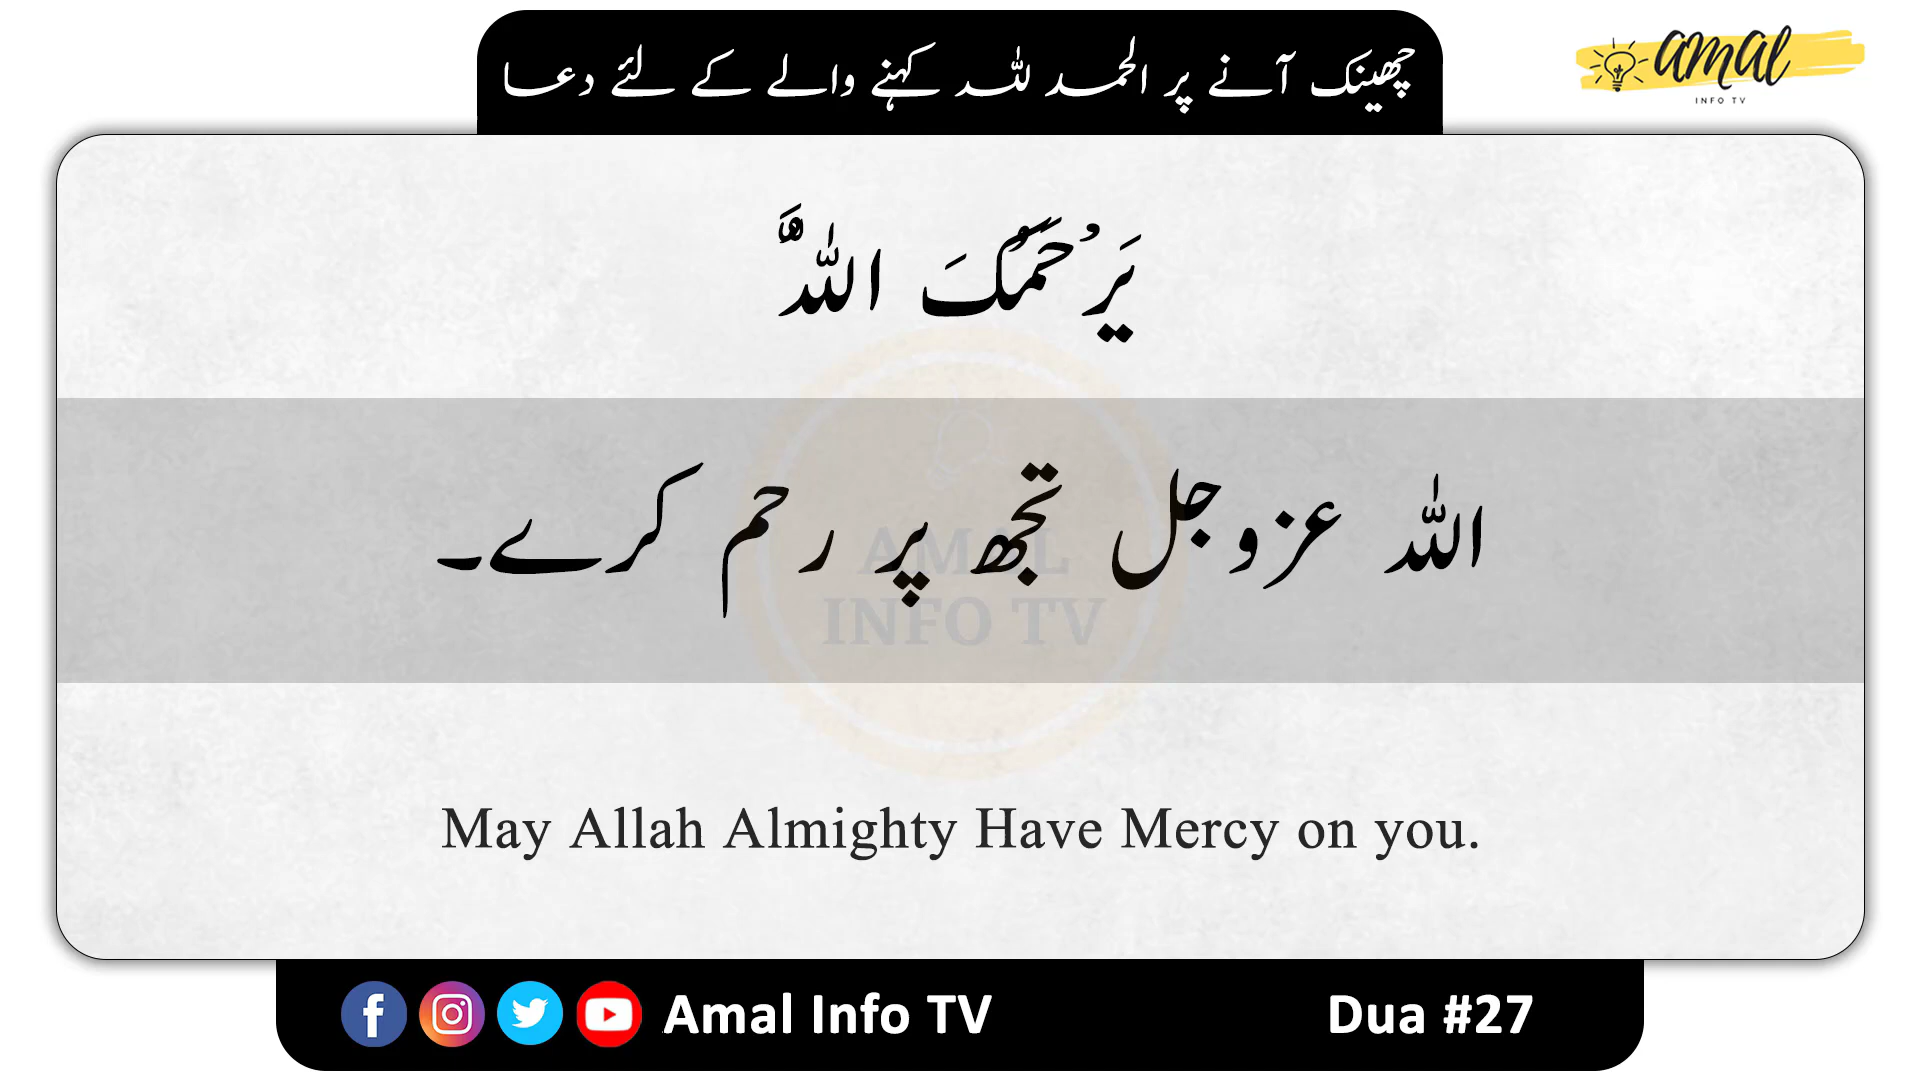 چھینک آنے پر الحمد للہ کہنے والے کے لئے دعا
amal
INFO TV
يَرْحَمُكَ اللّٰهُ
اللہ عزوجل تجھ پر رحم کرے۔
AMAL
INFO TV
May Allah Almighty Have Mercy on you.
Amal Info TV Dua #27